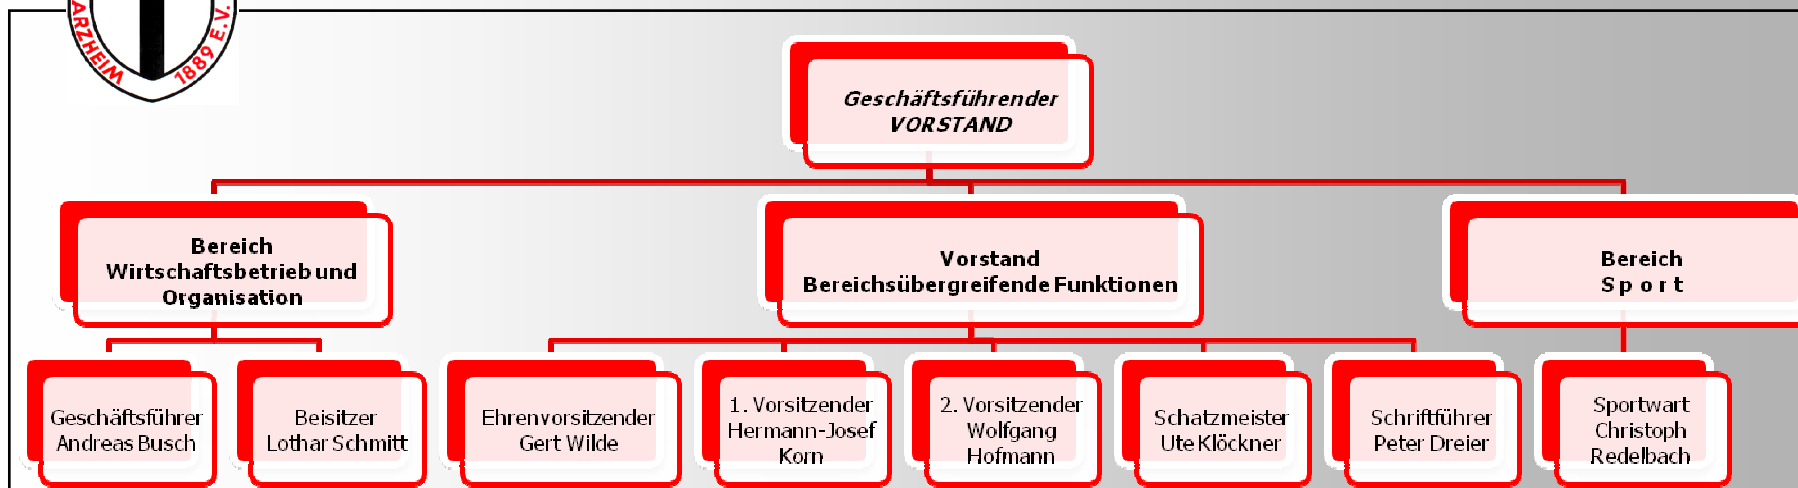 ARZHEIM 1889 E.V.
Geschäftsführender
VORSTAND
Bereich
Wirtschaftsbetrieb und
Organisation
Vorstand
Bereichsübergreifende Funktionen
Bereich
S p o r t
Geschäftsführer
Andreas Busch
Beisitzer
Lothar Schmitt
Ehrenvorsitzender
Gert Wilde
1. Vorsitzender
Hermann-Josef
Korn
2. Vorsitzender
Wolfgang
Hofmann
Schatzmeister
Ute Klöckner
Schriftführer
Peter Dreier
Sportwart
Christoph
Redelbach